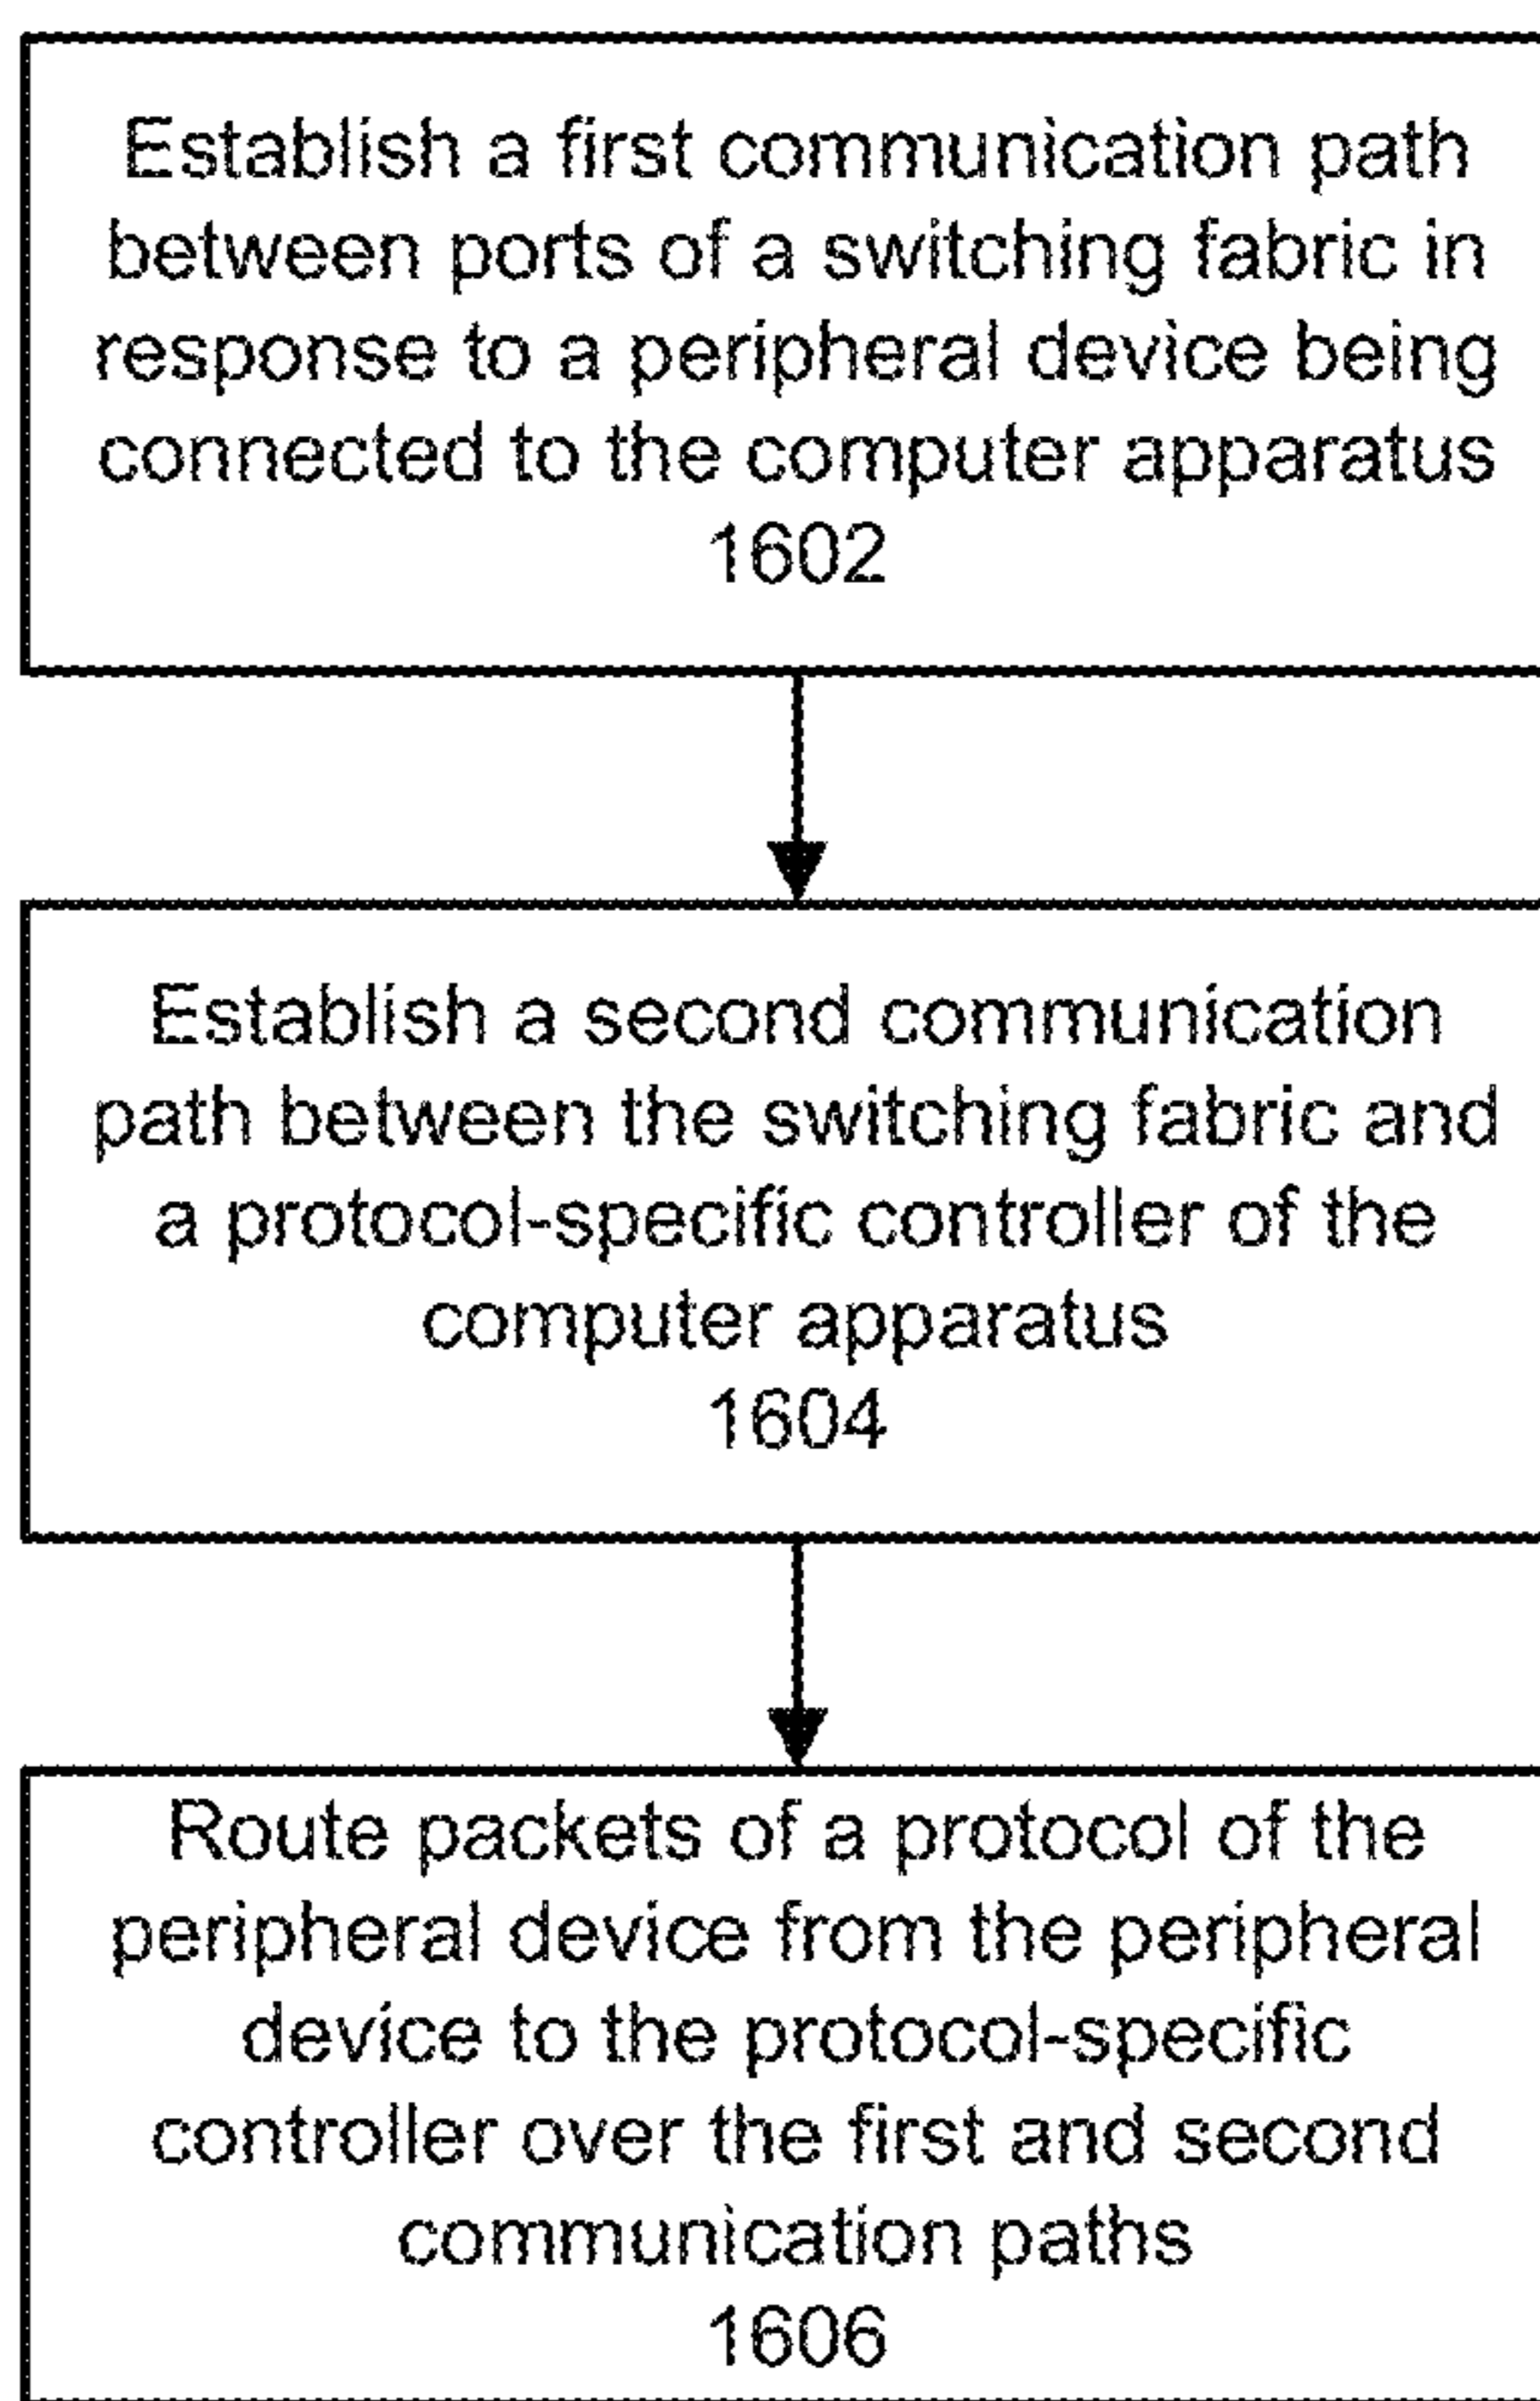 Establish a first communication path
between ports of a switching fabric in
response to a peripheral device being
connected to the computer apparatus
1602
Establish a second communication
path between the switching fabric and
a protocol-specific controller of the
computer apparatus
1604
Route packets of a protocol of the
peripheral device from the peripheral
device to the protocol-specific
controller over the first and second
communication paths
1606